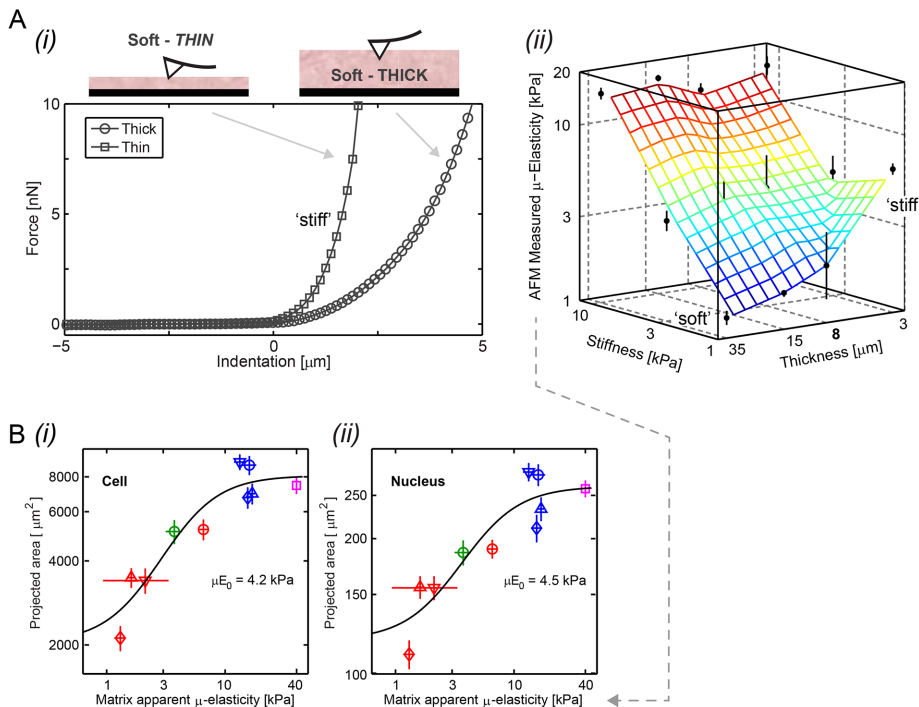 A
(i)
Soft - THIN
Soft - THICK
10
5
0
Force [nN]
Thick
Thin
'stiff'
−5
0
5
Indentation [μm]
(ii)
20
10
3
1
AFM Measured μ−Elasticity [kPa]
'stiff
'soft'
10
3
1
Stiffness [kPa]
35
15
8
3
Thickness [μm]
B
(i)
8000
6000
4000
2000
Projected area [ μm²]
Cell
μE₀ = 4.2 kPa
1
3
10
40
Matrix apparent μ-elasticity [kPa]
(ii)
250
200
150
100
Projected area [ μm²]
Nucleus
μE₀ = 4.5 kPa
1
3
10
40
Matrix apparent μ-elasticity [kPa]